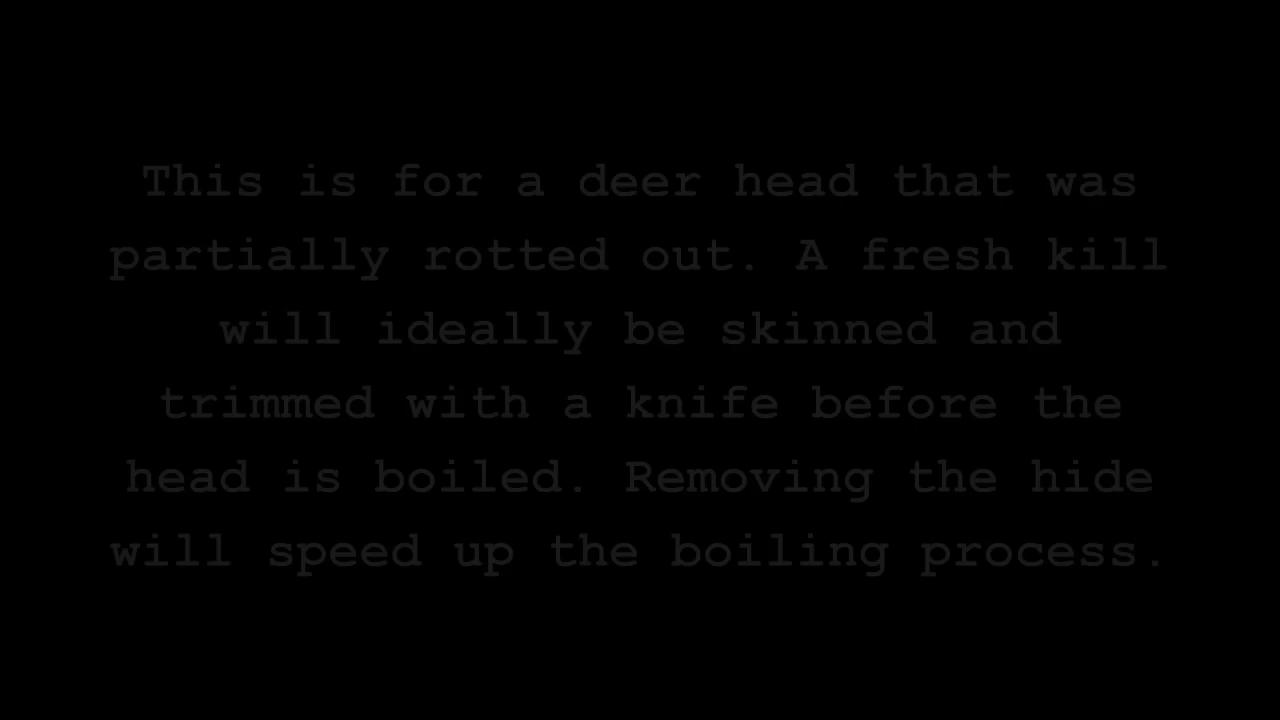 This is for a deer head that was
partially rotted out. A fresh kill
will ideally be skinned and
trimmed with a knife before the
head is boiled. Removing the hide
will speed up the boiling process.